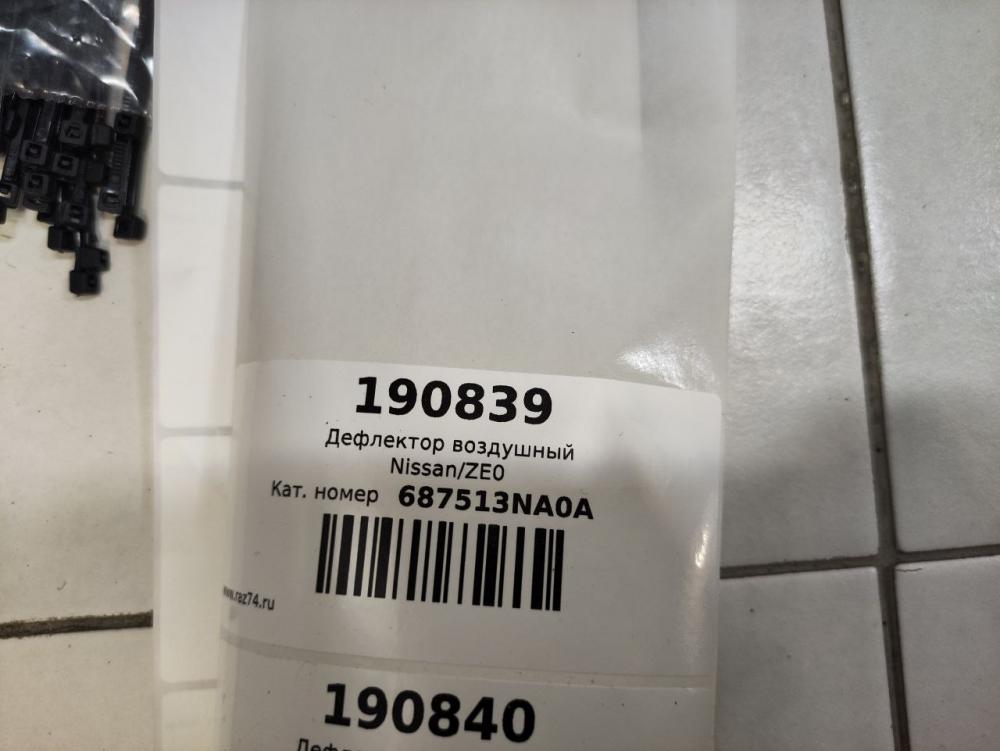 190839
Дефлектор воздушный
Nissan/ZE0
Кат. номер 687513NA0A
www.raz74.ru
190840